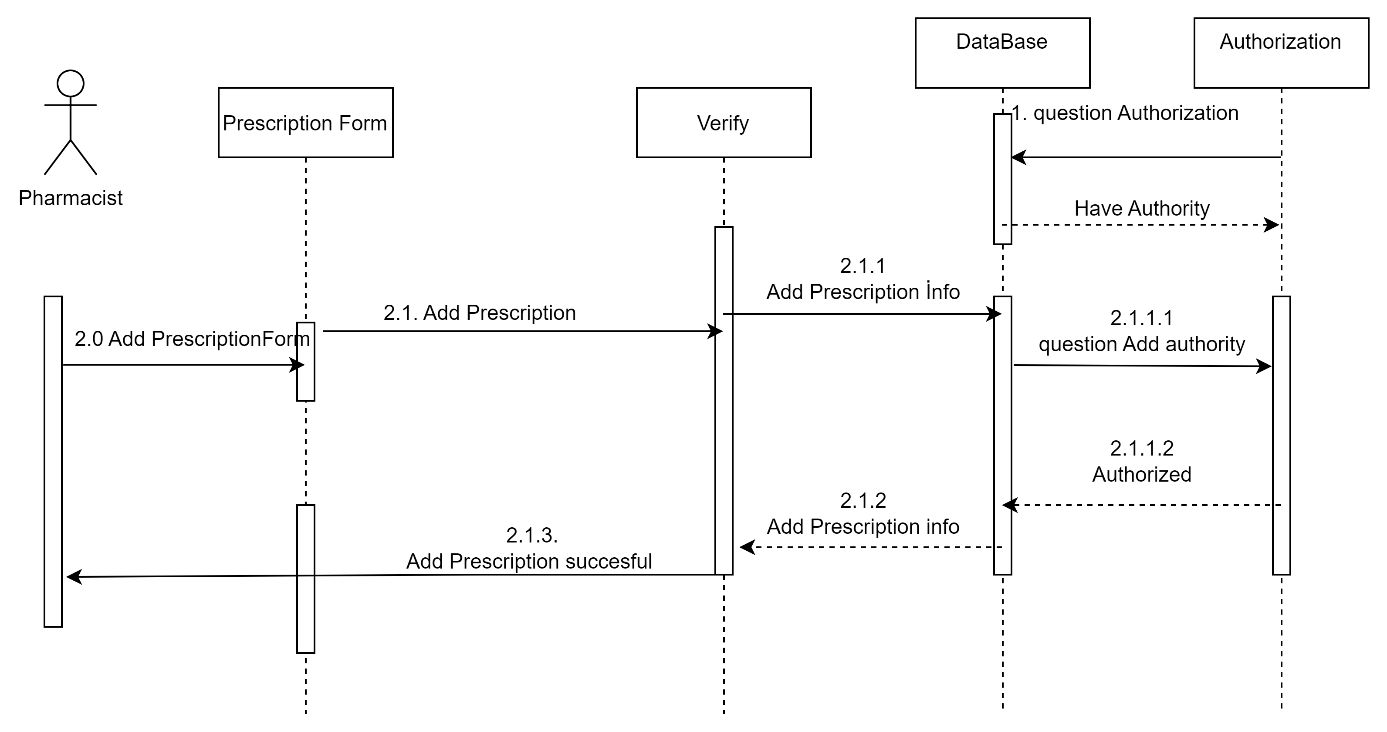 DataBase
Authorization
Prescription Form
Verify
Pharmacist
1. question Authorization
Have Authority
2.1.1
Add Prescription İnfo
2.1. Add Prescription
2.0 Add PrescriptionForm
2.1.1.1
question Add authority
2.1.1.2
Authorized
2.1.2
Add Prescription info
2.1.3.
Add Prescription succesful